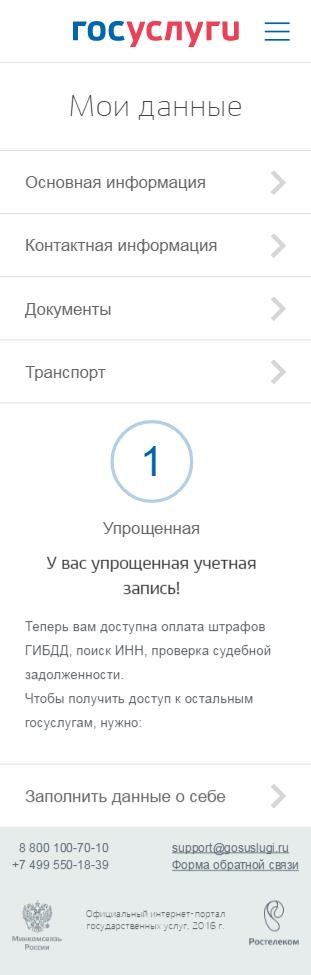 госуслуги
Мои данные
Основная информация
Контактная информация
Документы
Транспорт
1
Упрощенная
У вас упрощенная учетная
запись!
Теперь вам доступна оплата штрафов
ГИБДД, поиск ИНН, проверка судебной
задолженности.
Чтобы получить доступ к остальным
госуслугам, нужно:
Заполнить данные о себе
8 800 100-70-10
support@gosuslugi.ru
+7 499 550-18-39
Форма обратной связи
Официальный интернет-портал
государственных услуг, 2016 г.
Минкомсвязь
России
Ростелеком